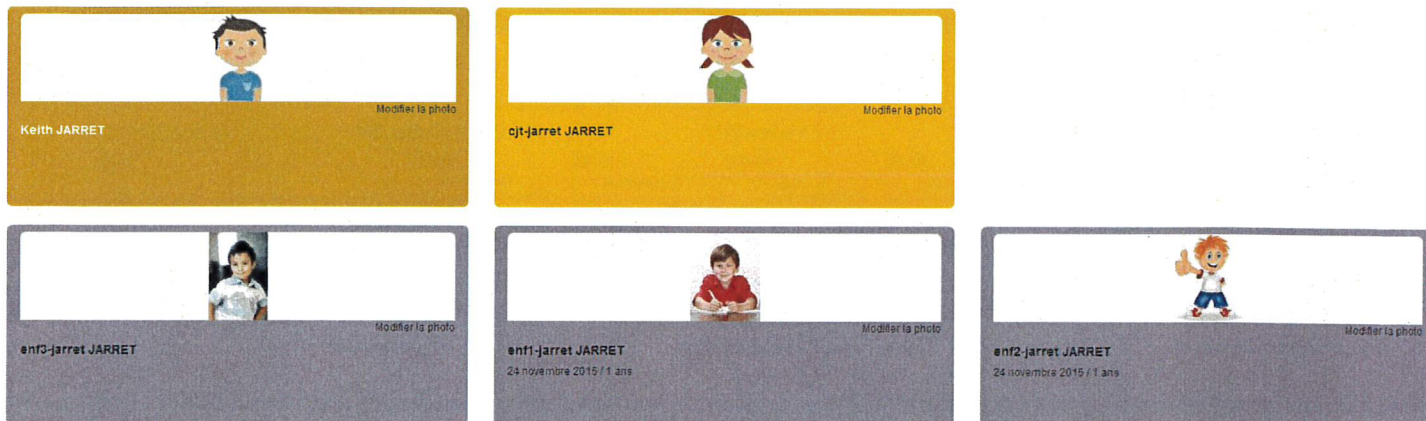 Modifier la photo
Keith JARRET
Modifier la photo
cjt-jarret JARRET
Modifier la photo
enf3-jarret JARRET
Modifier la photo
enf1-jarret JARRET
24 novembre 2015 / 1 ans
Modifier la photo
enf2-jarret JARRET
24 novembre 2015 / 1 ans